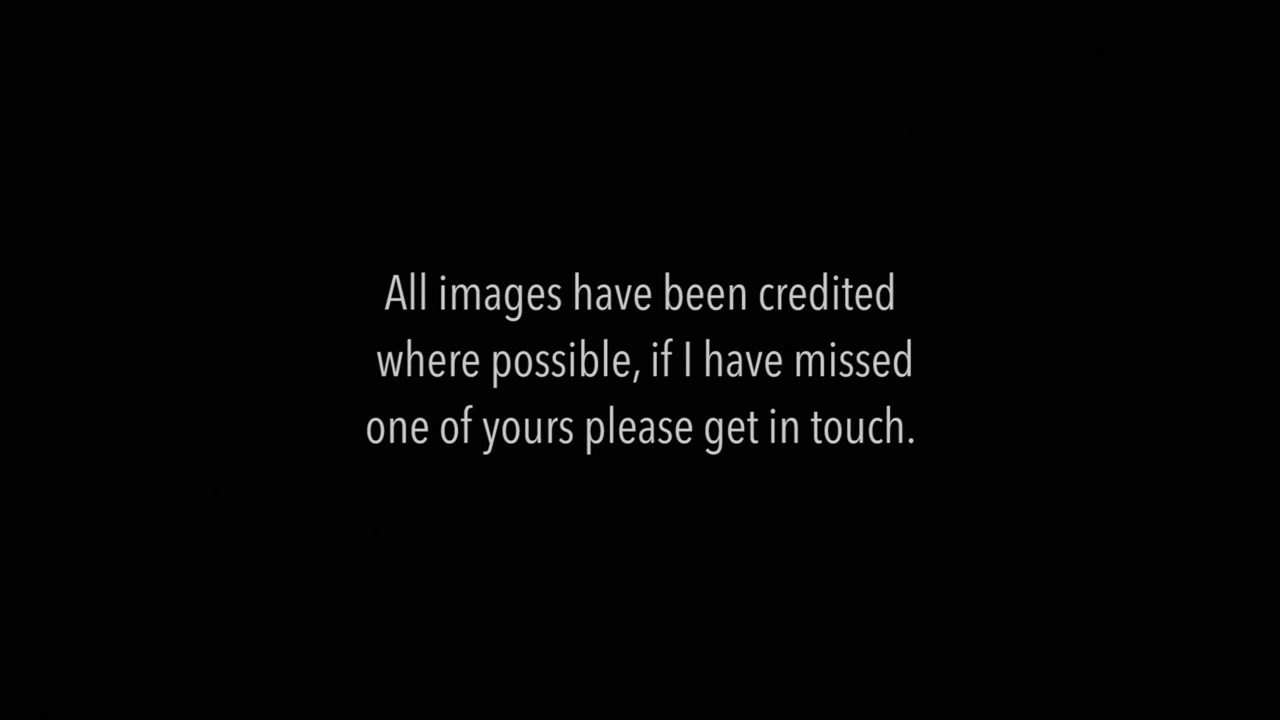 All images have been credited
where possible, if I have missed
one of yours please get in touch.